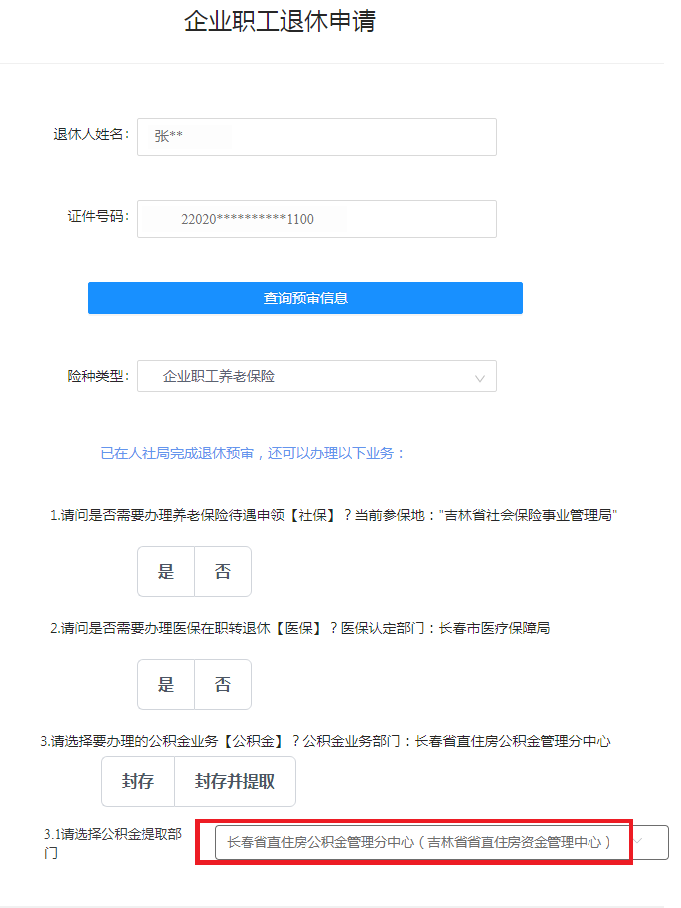 企业职工退休申请
退休人姓名：
张**
证件号码：
22020**********1100
查询预审信息
险种类型：
企业职工养老保险
已在人社局完成退休预审，还可以办理以下业务：
1.请问是否需要办理养老保险待遇申领【社保】？当前参保地："吉林省社会保险事业管理局"
是 否
2.请问是否需要办理医保在职转退休【医保】？医保认定部门：长春市医疗保障局
是 否
3.请选择要办理的公积金业务【公积金】？公积金业务部门：长春省直住房公积金管理分中心
封存 封存并提取
3.1请选择公积金提取部
门
长春省直住房公积金管理分中心（吉林省省直住房资金管理中心）